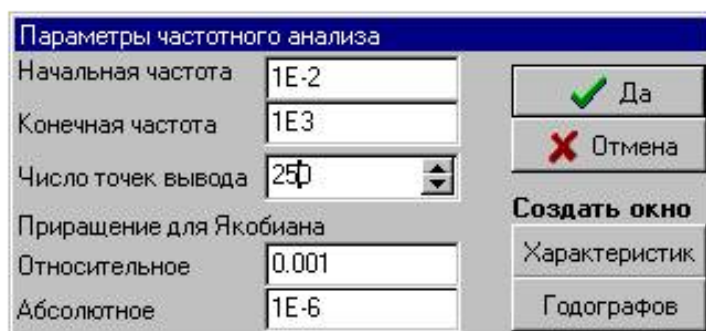 Параметры частотного анализа
Начальная частота 1E-2
Да
Конечная частота 1E3
Отмена
Число точек вывода 250
Создать окно
Приращение для Якобиана
Характеристик
Относительное 0.001
Абсолютное 1E-6
Годографов